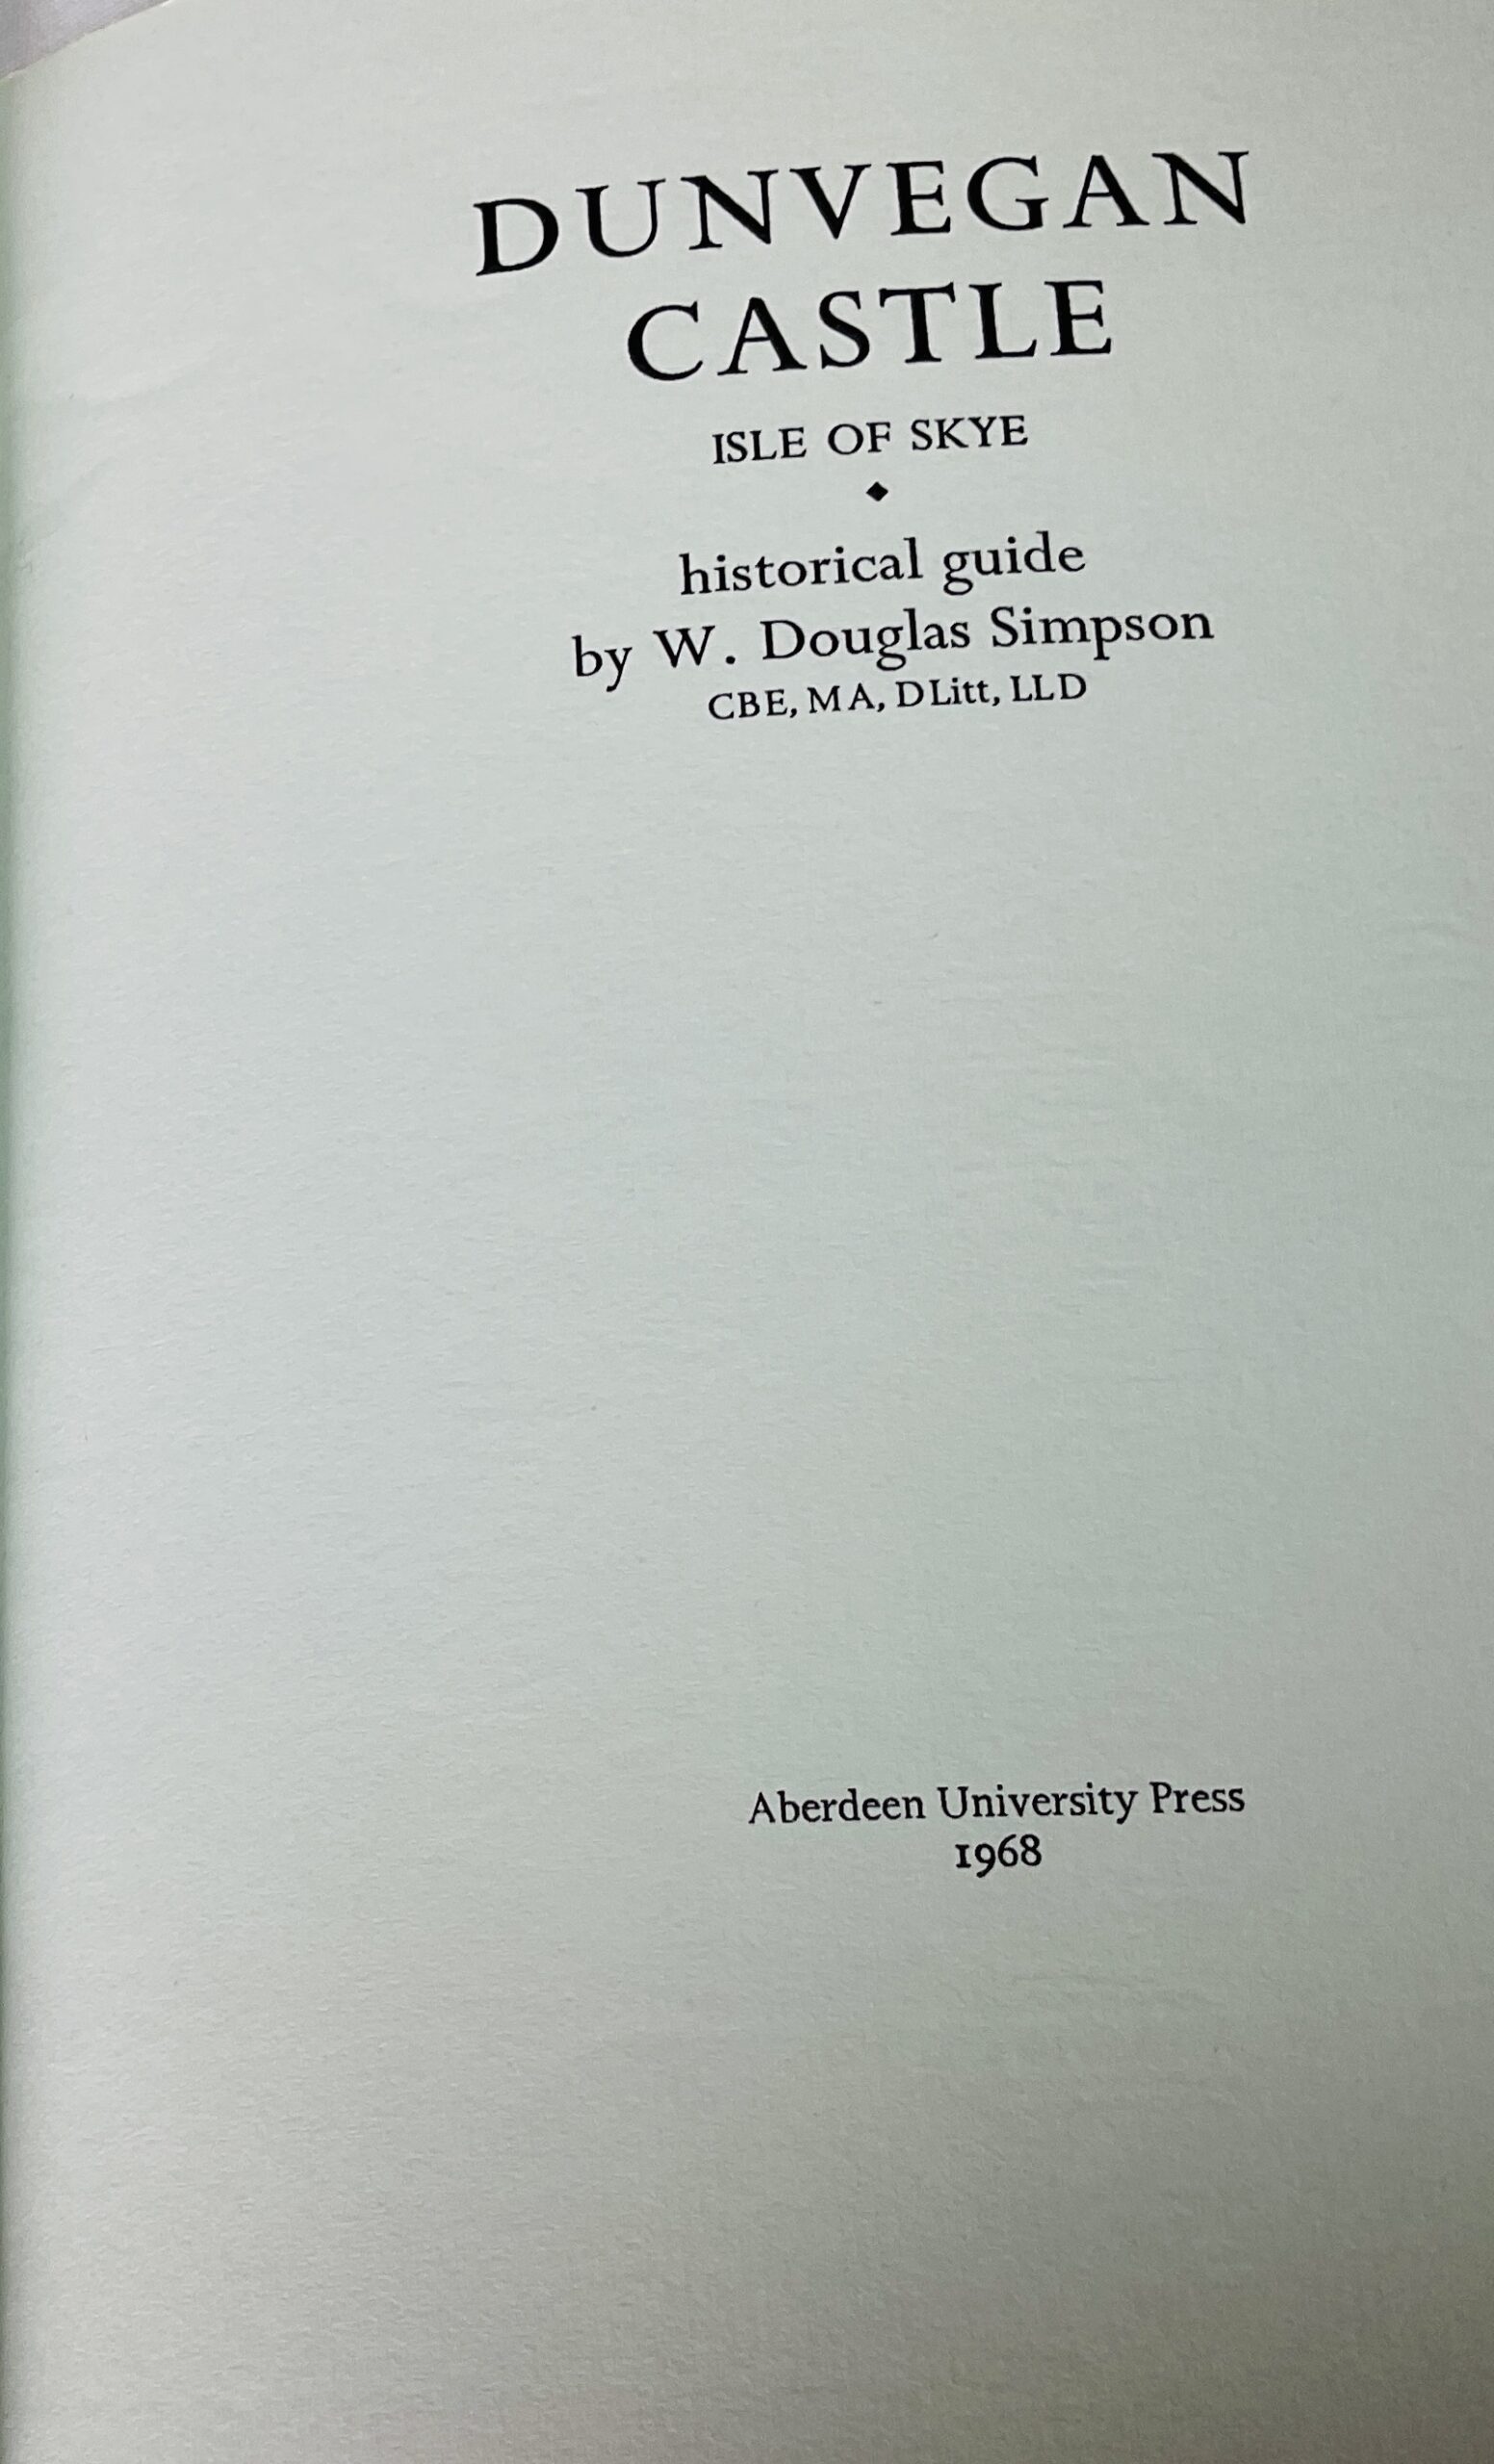 DUNVEGAN
CASTLE
ISLE OF SKYE
◆
historical guide
by W. Douglas Simpson
CBE, MA, DLitt, LLD
Aberdeen University Press
1968